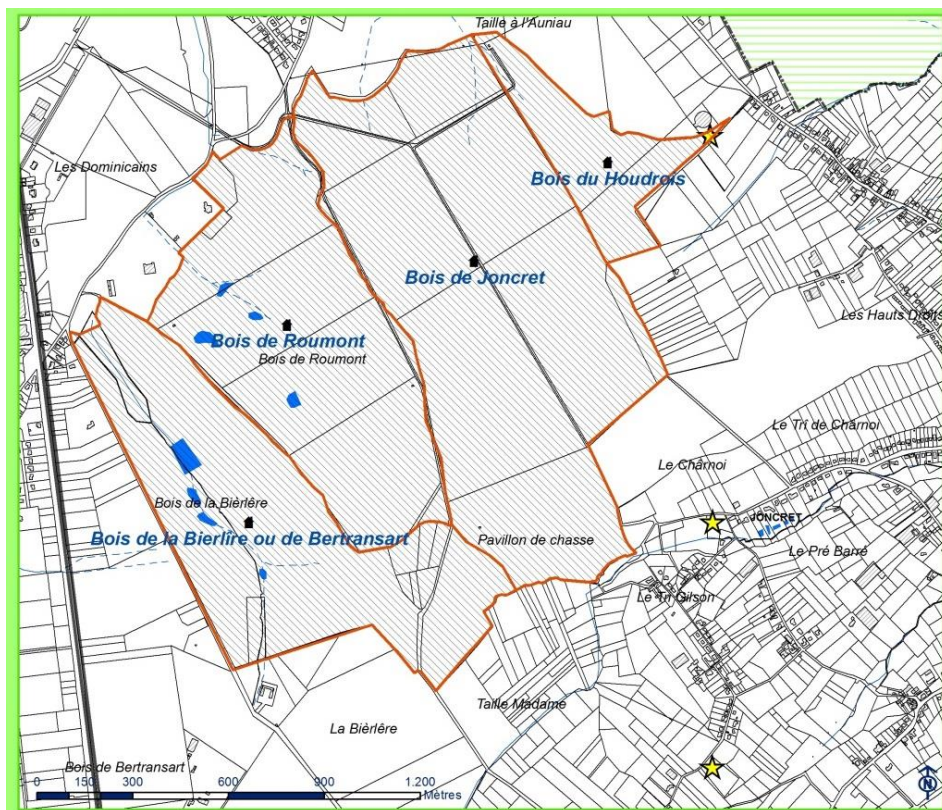 Taille à l'Auniau
Les Dominicains
Bois du Houdrois
Bois de Joncret
Les Hauts Droits
Bois de Roumont
Bois de Roumont
Le Tri de Charnoi
Le Charnoi
Bois de la Bièrlêre
JONCRET
Bois de la Bierlîre ou de Bertransart
Pavillon de chasse
Le Pré Barré
Le Tri Gilson
Taille Madame
La Bièrlêre
Bois de Bertransart
0 150 300 600 900 1.200
Mètres
N